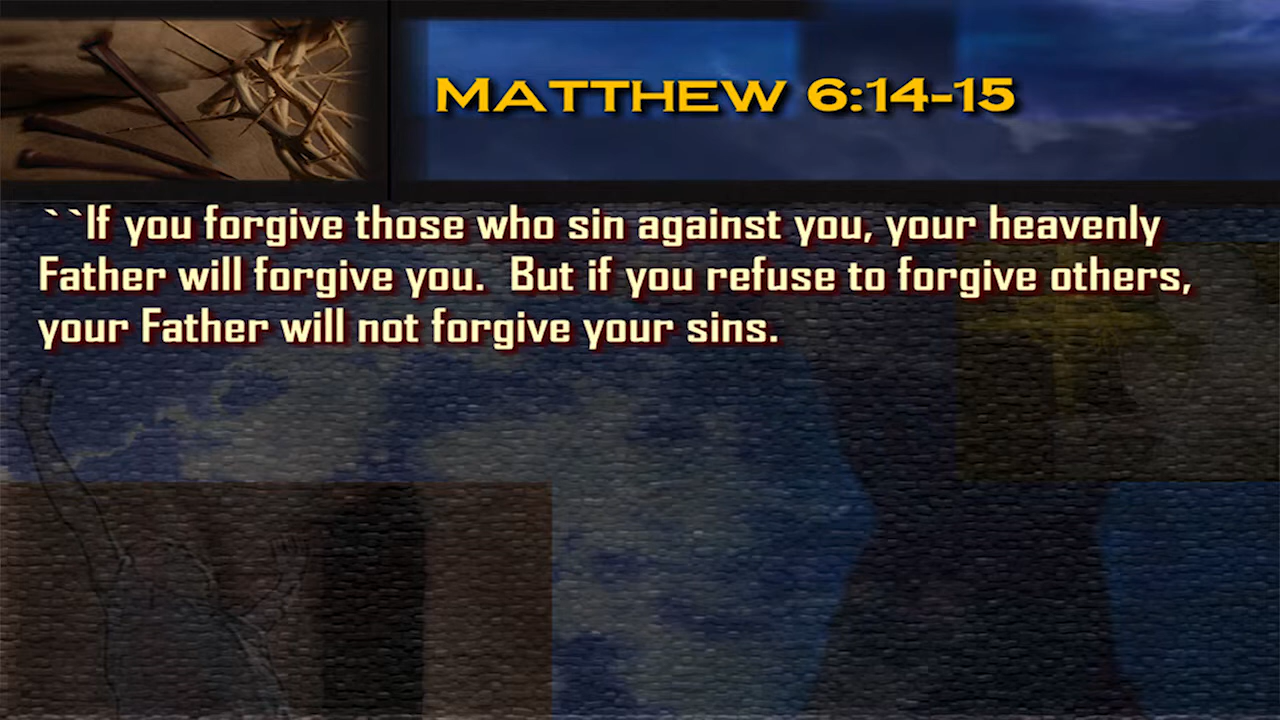 MATTHEW 6:14-15
``If you forgive those who sin against you, your heavenly
Father will forgive you.  But if you refuse to forgive others,
your Father will not forgive your sins.